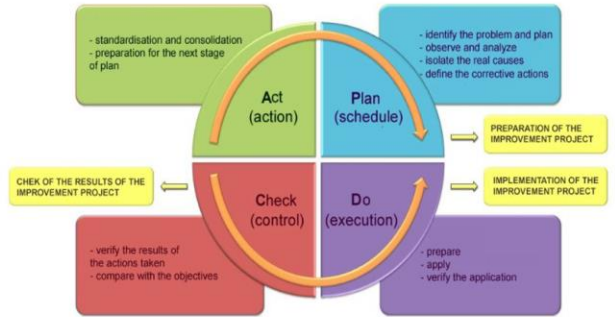 - standardisation and consolidation
- preparation for the next stage
of plan
- identify the problem and plan
- observe and analyze
- isolate the real causes
- define the corrective actions
Act
(action)
Plan
(schedule)
PREPARATION OF THE
IMPROVEMENT PROJECT
CHEK OF THE RESULTS OF THE
IMPROVEMENT PROJECT
IMPLEMENTATION OF THE
IMPROVEMENT PROJECT
Check
(control)
Do
(execution)
- verify the results of
the actions taken
- compare with the objectives
- prepare
- apply
- verify the application